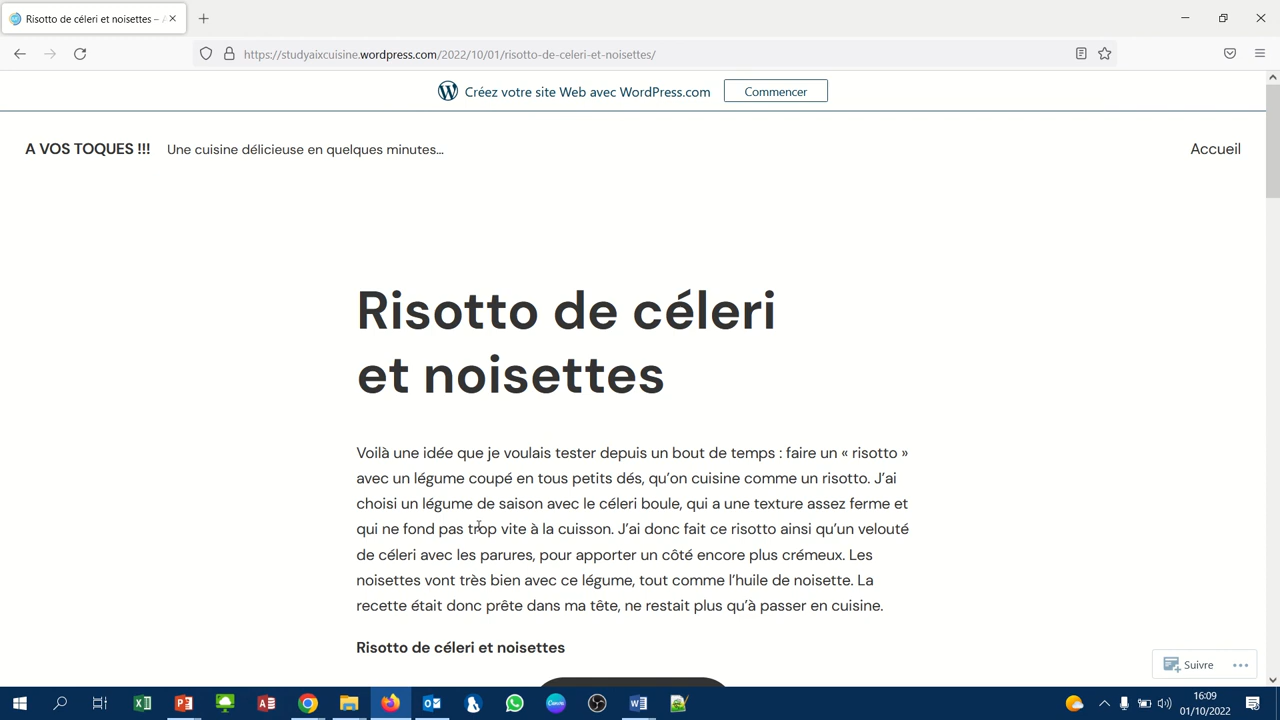 Risotto de céleri et noisettes – A
https://studyaixcuisine.wordpress.com/2022/10/01/risotto-de-celeri-et-noisettes/
Créez votre site Web avec WordPress.com
Commencer
A VOS TOQUES !!!
Une cuisine délicieuse en quelques minutes…
Accueil
Risotto de céleri
et noisettes
Voilà une idée que je voulais tester depuis un bout de temps : faire un « risotto »
avec un légume coupé en tous petits dés, qu’on cuisine comme un risotto. J’ai
choisi un légume de saison avec le céleri boule, qui a une texture assez ferme et
qui ne fond pas trop vite à la cuisson. J’ai donc fait ce risotto ainsi qu’un velouté
de céleri avec les parures, pour apporter un côté encore plus crémeux. Les
noisettes vont très bien avec ce légume, tout comme l’huile de noisette. La
recette était donc prête dans ma tête, ne restait plus qu’à passer en cuisine.
Risotto de céleri et noisettes
Suivre
16:09
01/10/2022